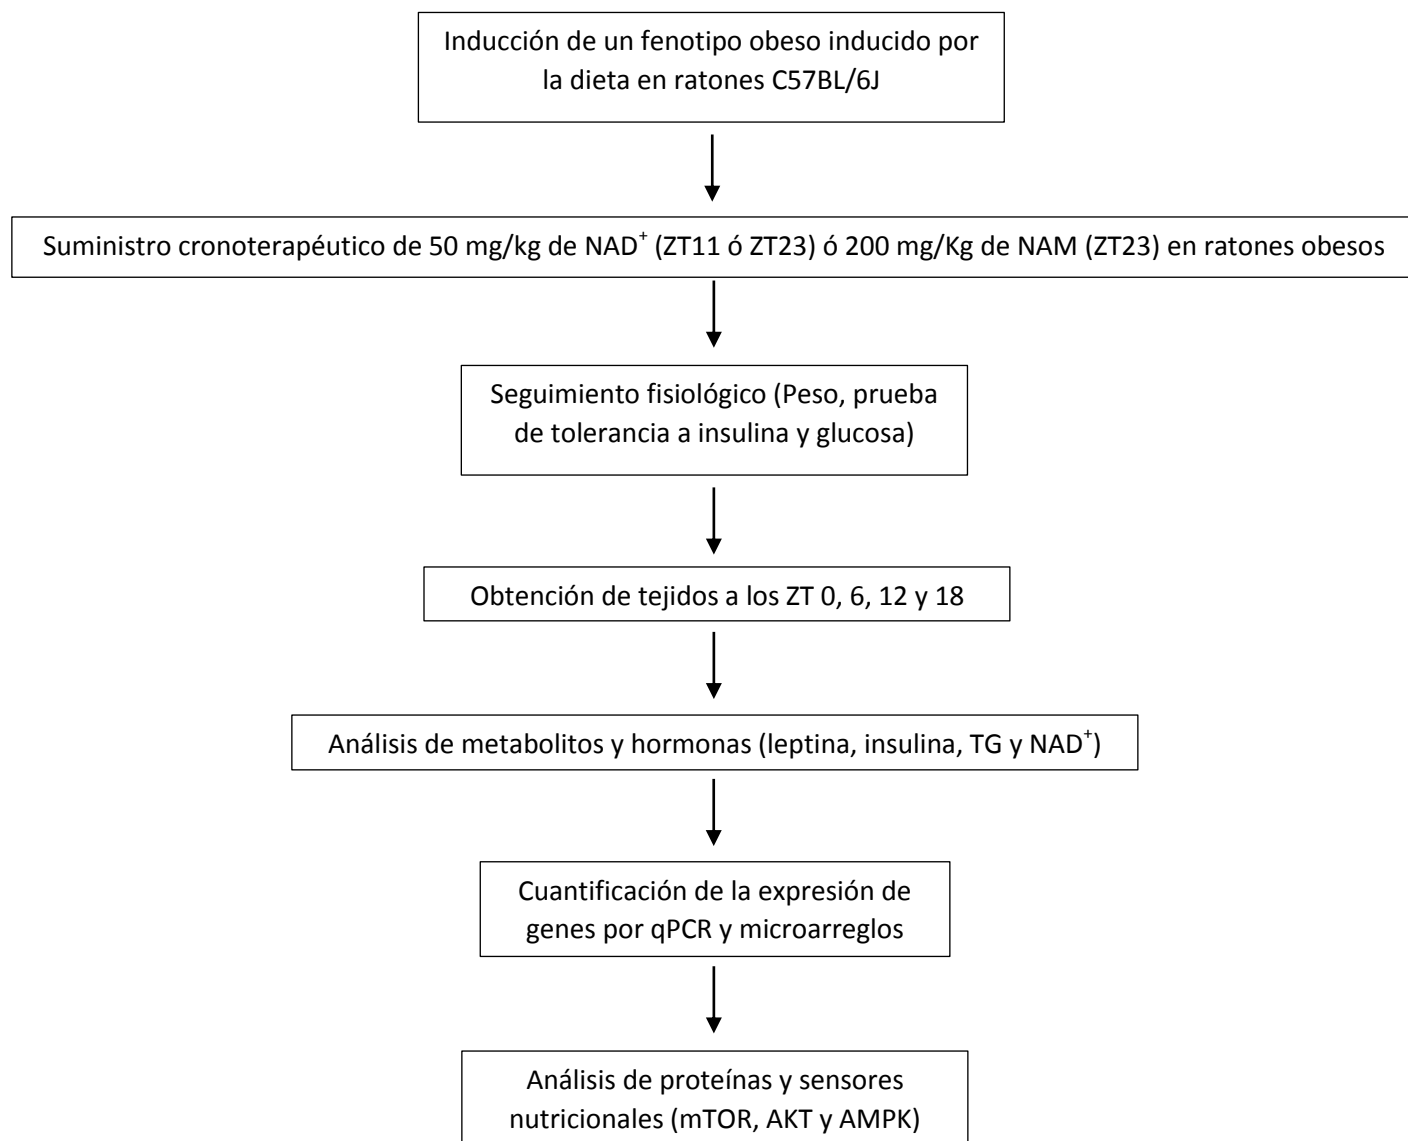 Inducción de un fenotipo obeso inducido por
la dieta en ratones C57BL/6J
Suministro cronoterapéutico de 50 mg/kg de NAD⁺ (ZT11 ó ZT23) ó 200 mg/Kg de NAM (ZT23) en ratones obesos
Seguimiento fisiológico (Peso, prueba
de tolerancia a insulina y glucosa)
Obtención de tejidos a los ZT 0, 6, 12 y 18
Análisis de metabolitos y hormonas (leptina, insulina, TG y NAD⁺)
Cuantificación de la expresión de
genes por qPCR y microarreglos
Análisis de proteínas y sensores
nutricionales (mTOR, AKT y AMPK)